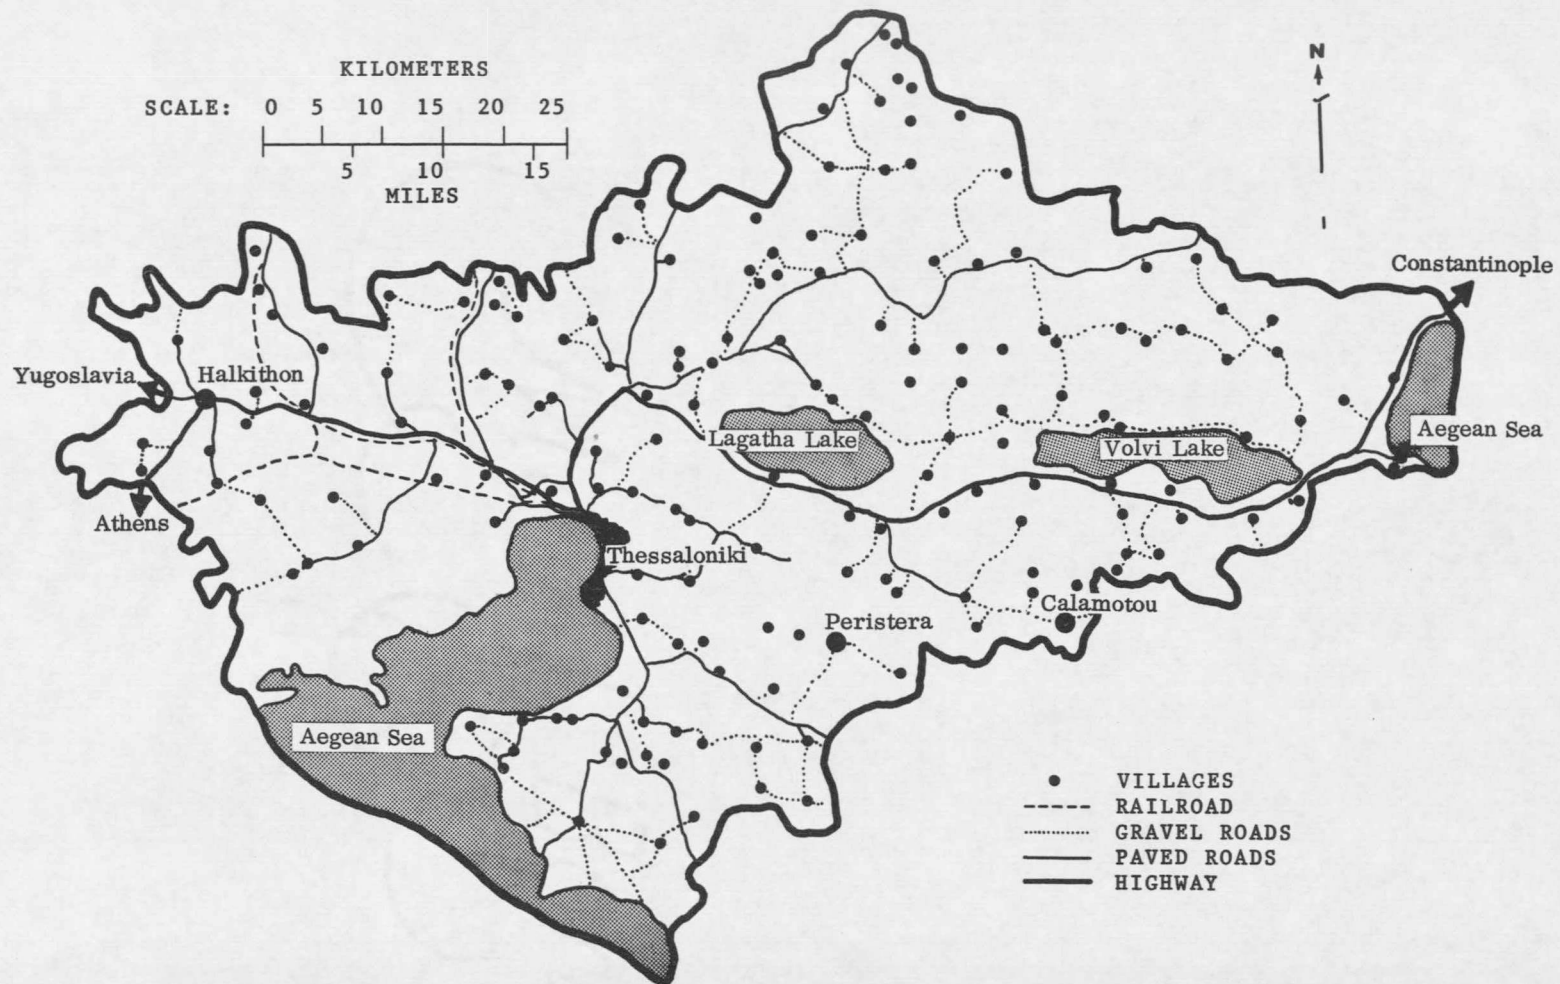 KILOMETERS
SCALE: 0 5 10 15 20 25
5 10 15
MILES
N
Constantinople
Yugoslavia
Halkithon
Aegean Sea
Lagatha Lake
Volvi Lake
Athens
Thessaloniki
Calamotou
Peristera
Aegean Sea
VILLAGES
RAILROAD
GRAVEL ROADS
PAVED ROADS
HIGHWAY